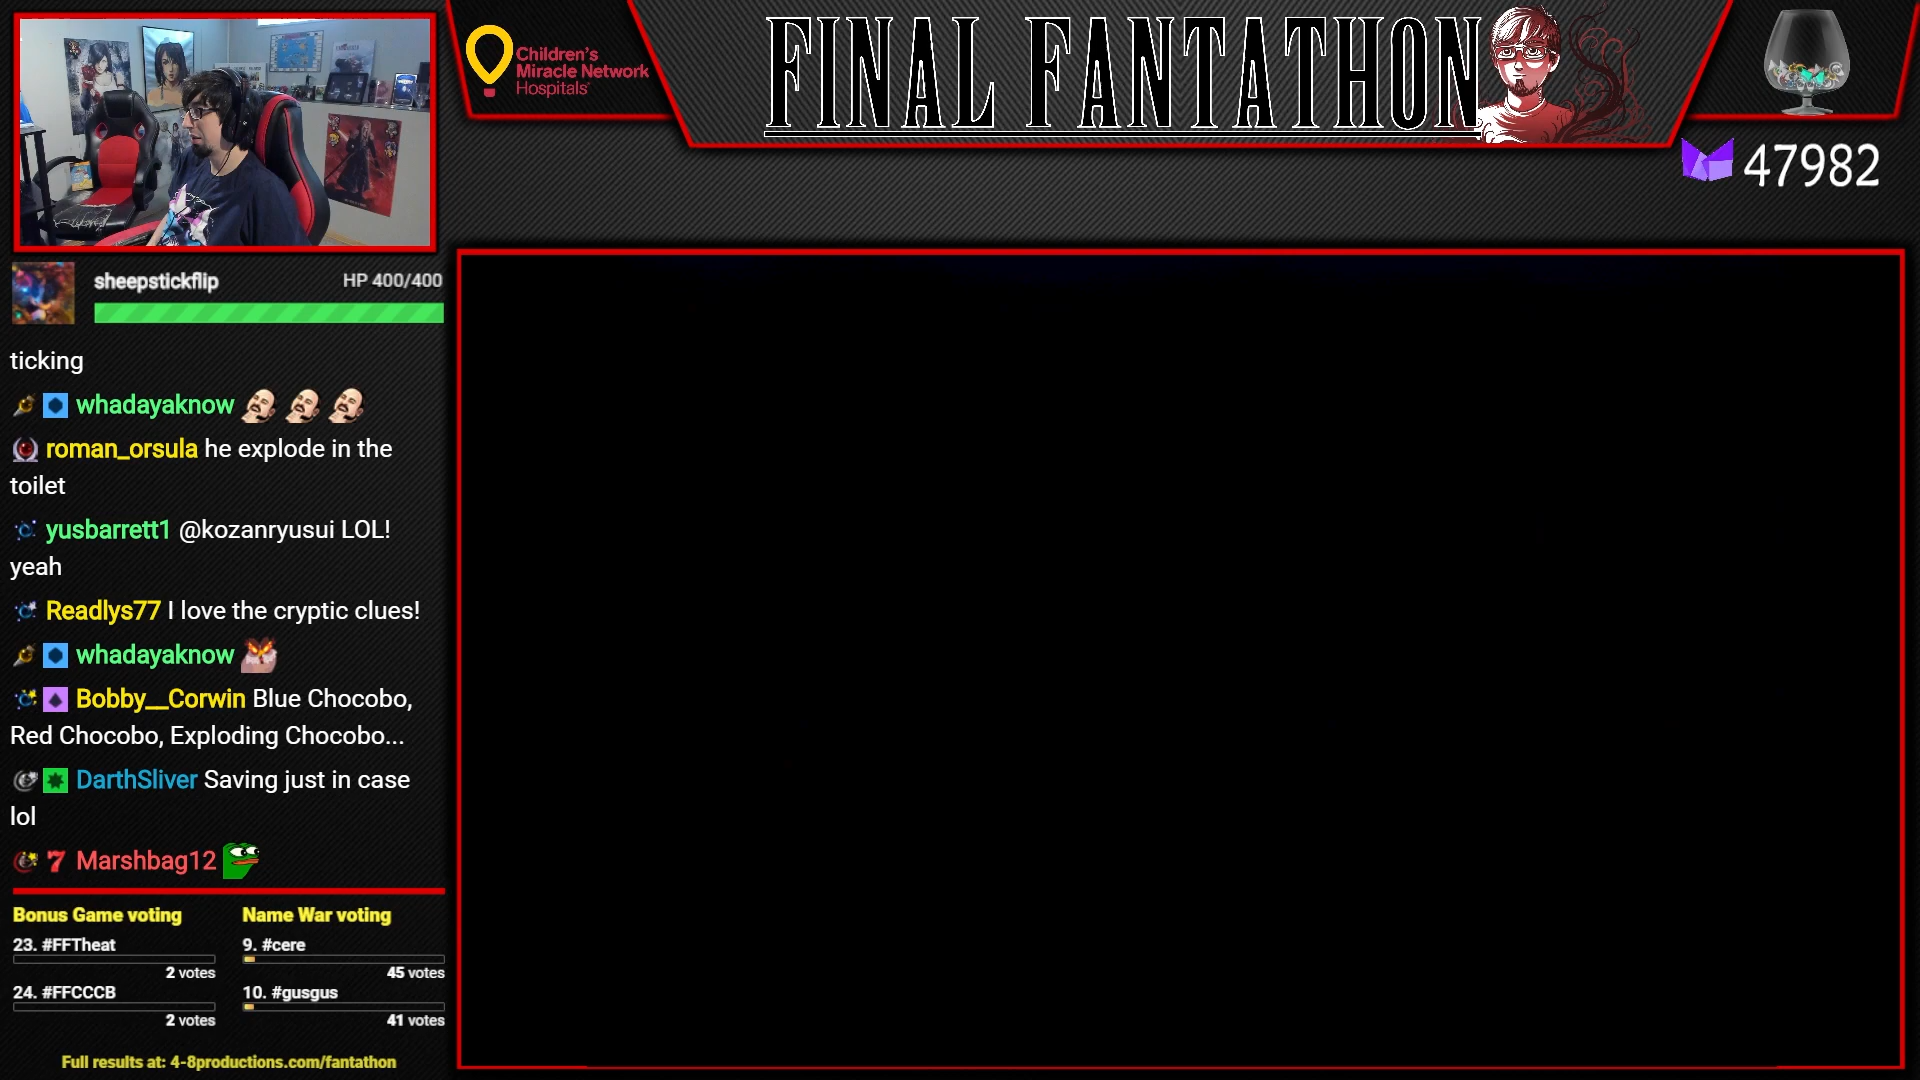 Children's
Miracle Network
Hospitals
FINAL FANTATHON
47982
sheepstickflip HP 400/400
ticking
whadayaknow
roman_orsula he explode in the
toilet
yusbarrett1 @kozanryusui LOL!
yeah
Readlys77 I love the cryptic clues!
whadayaknow
Bobby__Corwin Blue Chocobo,
Red Chocobo, Exploding Chocobo...
DarthSliver Saving just in case
lol
7 Marshbag12
Bonus Game voting
23. #FFTheat
2 votes
24. #FFCCCB
2 votes
Name War voting
9. #cere
45 votes
10. #gusgus
41 votes
Full results at: 4-8productions.com/fantathon